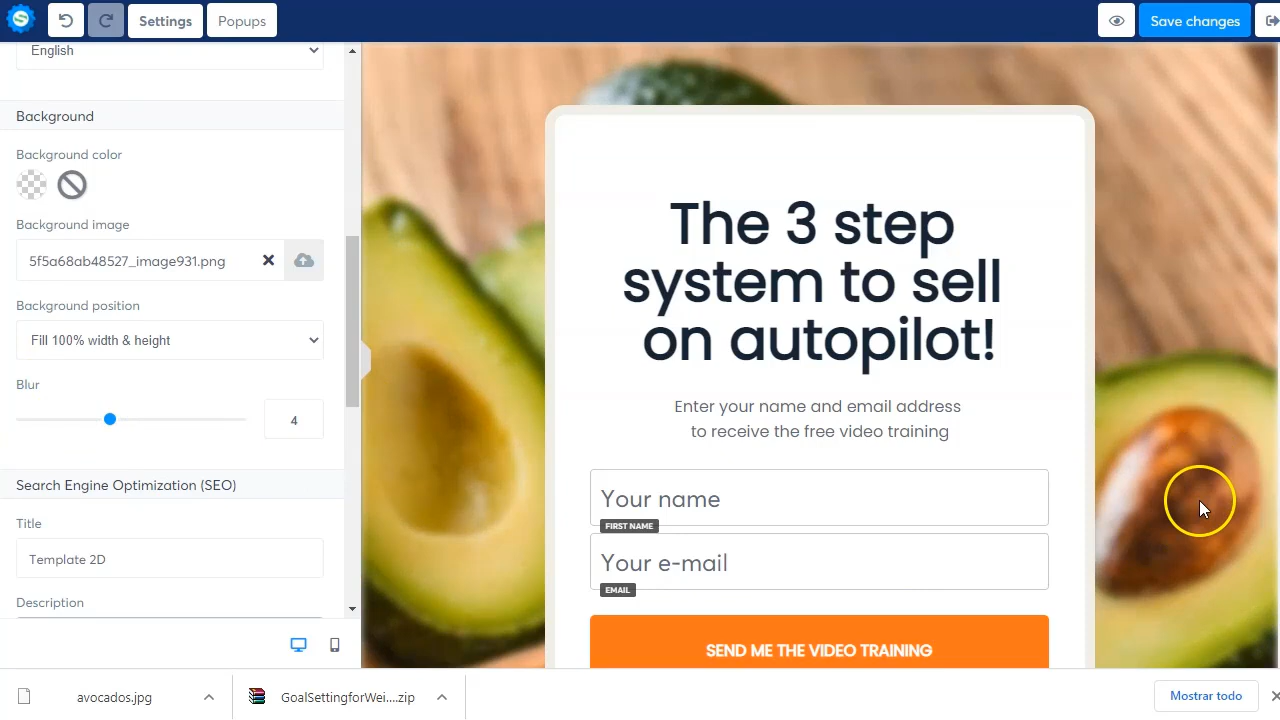 Settings
Popups
Save changes
English
Background
Background color
Background image
5f5a68ab48527_image931.png
Background position
Fill 100% width & height
Blur
4
Search Engine Optimization (SEO)
Title
Template 2D
Description
The 3 step
system to sell
on autopilot!
Enter your name and email address
to receive the free video training
Your name
FIRST NAME
Your e-mail
EMAIL
SEND ME THE VIDEO TRAINING
avocados.jpg
GoalSettingforWei....zip
Mostrar todo